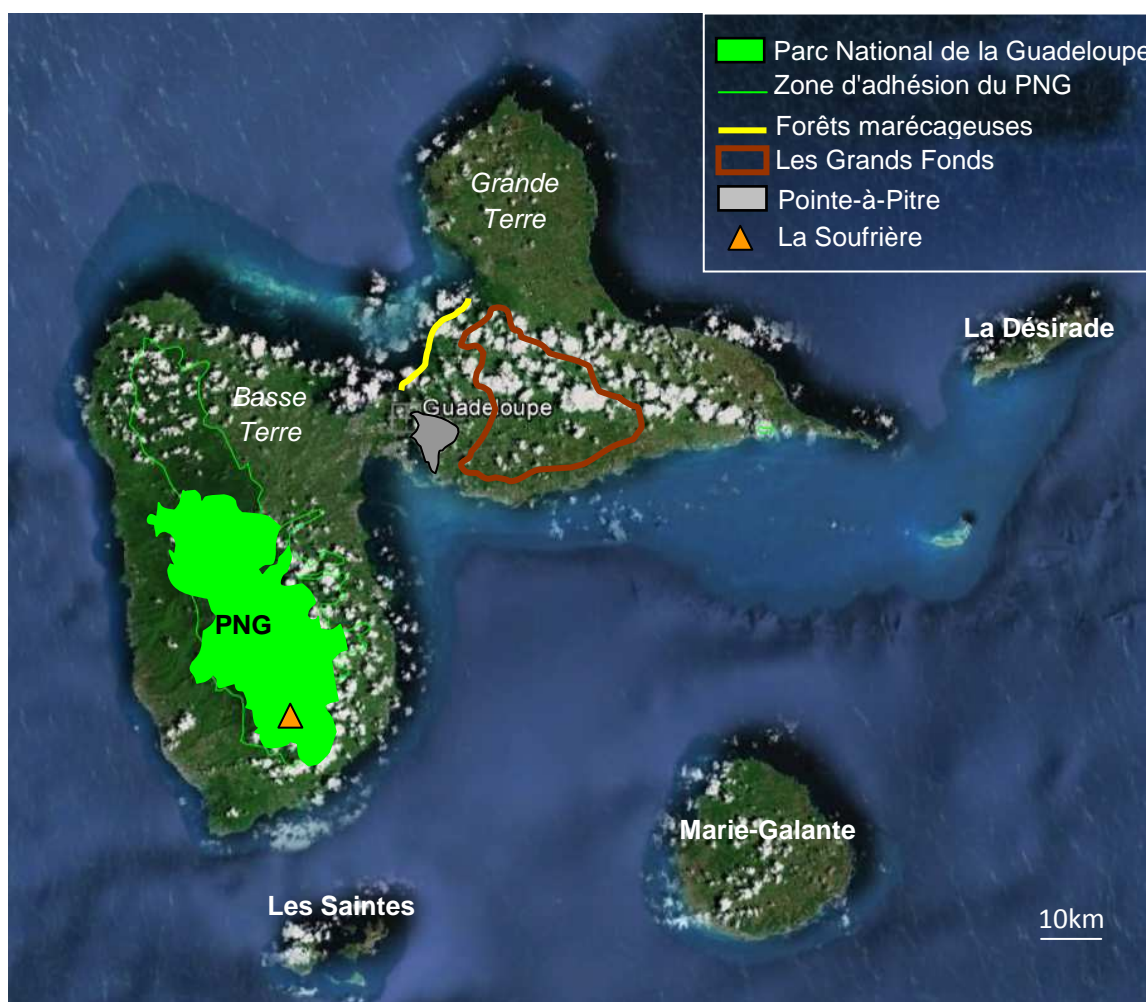 Parc National de la Guadeloupe
Zone d'adhésion du PNG
Forêts marécageuses
Les Grands Fonds
Pointe-à-Pitre
La Soufrière
Grande
Terre
La Désirade
Basse
Terre
Guadeloupe
PNG
Marie-Galante
Les Saintes
10km